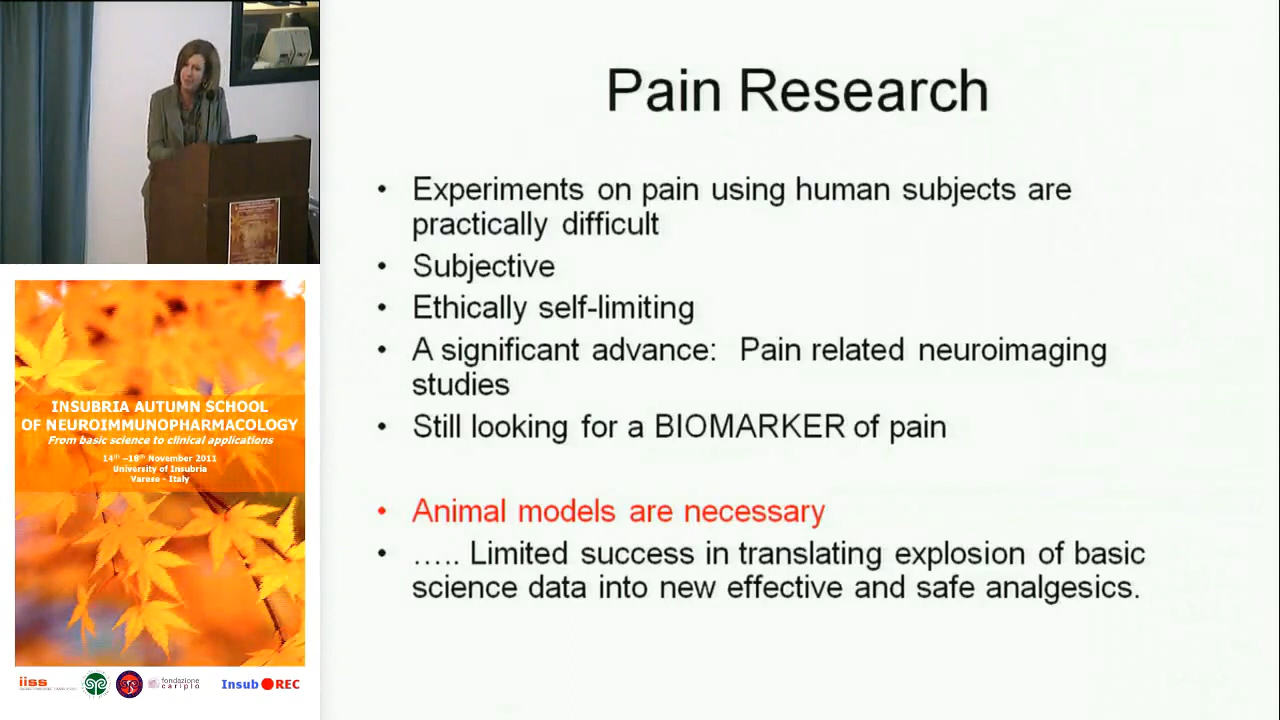 Pain Research
• Experiments on pain using human subjects are
practically difficult
• Subjective
• Ethically self-limiting
• A significant advance: Pain related neuroimaging
studies
• Still looking for a BIOMARKER of pain
• Animal models are necessary
• ..... Limited success in translating explosion of basic
science data into new effective and safe analgesics.
INSUBRIA AUTUMN SCHOOL
OF NEUROIMMUNOPHARMACOLOGY
From basic science to clinical applications
14th –18th November 2011
University of Insubria
Varese - Italy
iiss
fondazione
cariplo
Insub REC